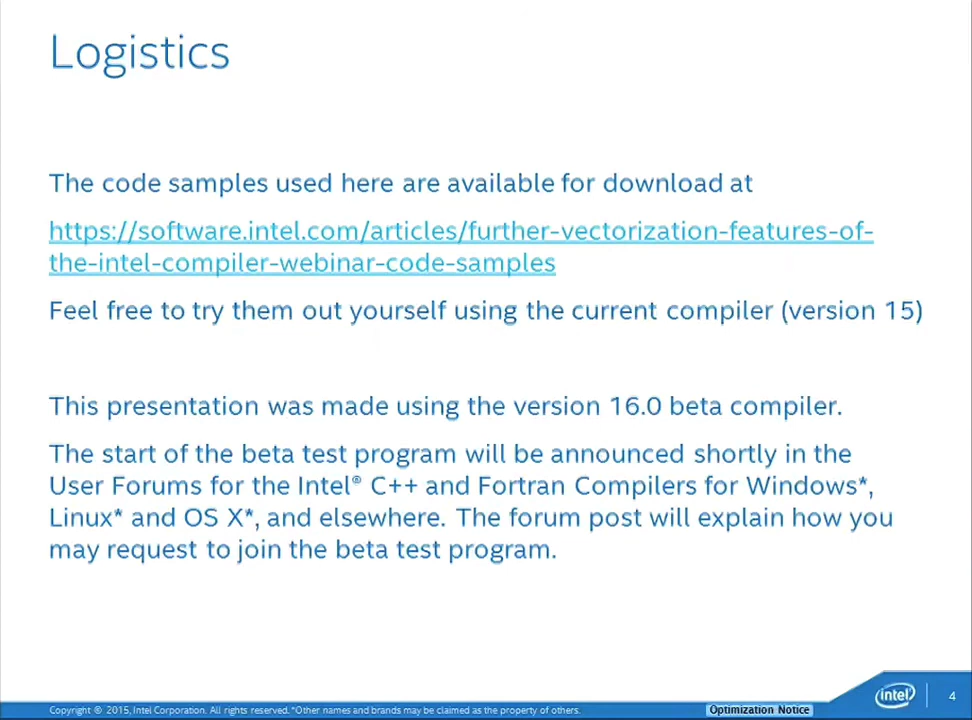 Logistics
The code samples used here are available for download at
https://software.intel.com/articles/further-vectorization-features-of-
the-intel-compiler-webinar-code-samples
Feel free to try them out yourself using the current compiler (version 15)
This presentation was made using the version 16.0 beta compiler.
The start of the beta test program will be announced shortly in the
User Forums for the Intel® C++ and Fortran Compilers for Windows*,
Linux* and OS X*, and elsewhere. The forum post will explain how you
may request to join the beta test program.
intel
4
Copyright © 2015, Intel Corporation. All rights reserved. *Other names and brands may be claimed as the property of others.
Optimization Notice